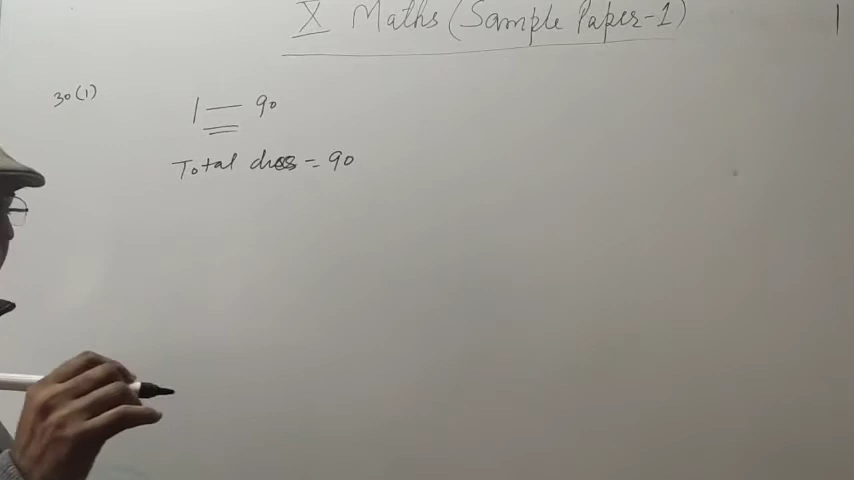 X Maths (Sample Paper-1)
1
30(1)
1 — 90
Total discs = 90